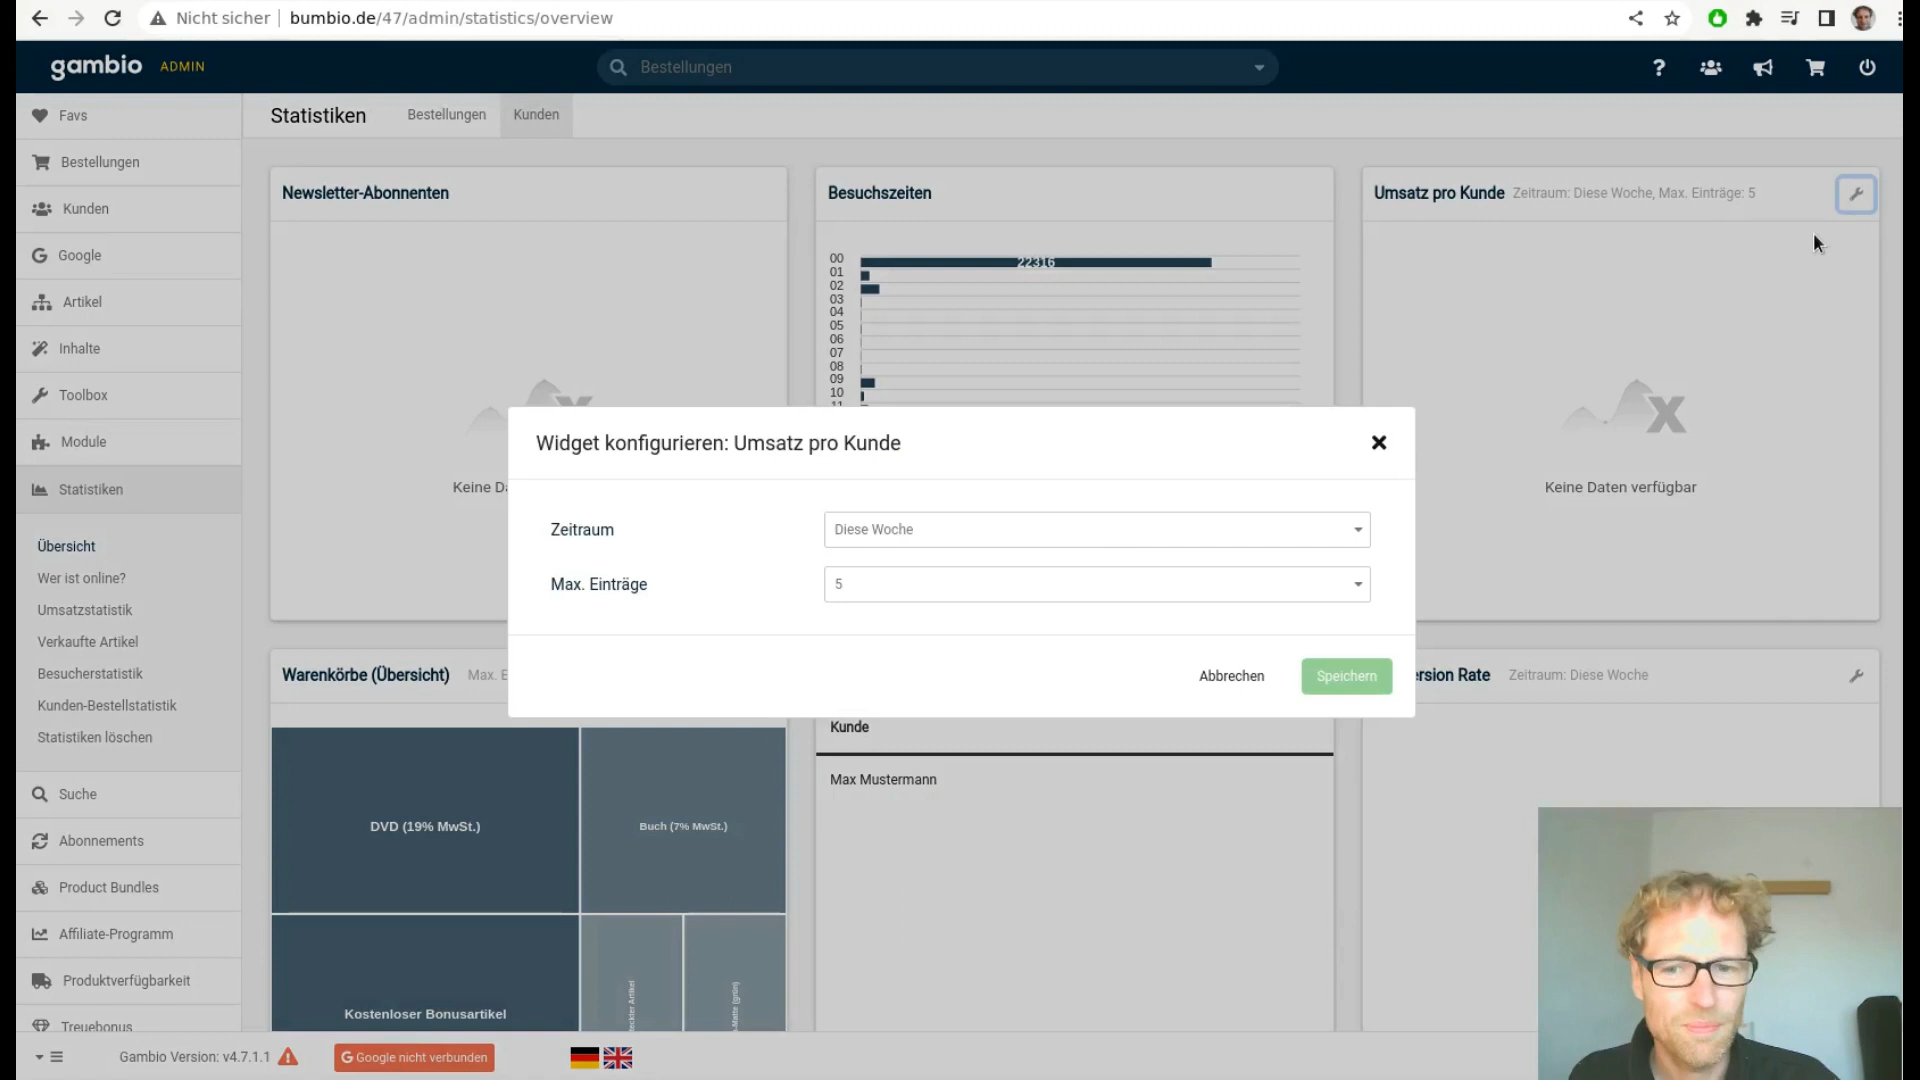 Nicht sicher bumbio.de/47/admin/statistics/overview
gambio ADMIN
Bestellungen
?
Favs
Bestellungen
Kunden
Google
Artikel
Inhalte
Toolbox
Module
Statistiken
Übersicht
Wer ist online?
Umsatzstatistik
Verkaufte Artikel
Besucherstatistik
Kunden-Bestellstatistik
Statistiken löschen
Suche
Abonnements
Product Bundles
Affiliate-Programm
Produktverfügbarkeit
Treuebonus
Statistiken Bestellungen Kunden
Newsletter-Abonnenten
Keine Da
Besuchszeiten
00
22316
01
02
03
04
05
06
07
08
09
10
11
Umsatz pro Kunde Zeitraum: Diese Woche, Max. Einträge: 5
Keine Daten verfügbar
Widget konfigurieren: Umsatz pro Kunde
Zeitraum Diese Woche
Max. Einträge 5
Abbrechen Speichern
Warenkörbe (Übersicht) Max. E
DVD (19% MwSt.)
Buch (7% MwSt.)
Kostenloser Bonusartikel
Kunde
Max Mustermann
ersion Rate Zeitraum: Diese Woche
Gambio Version: v4.7.1.1
Google nicht verbunden